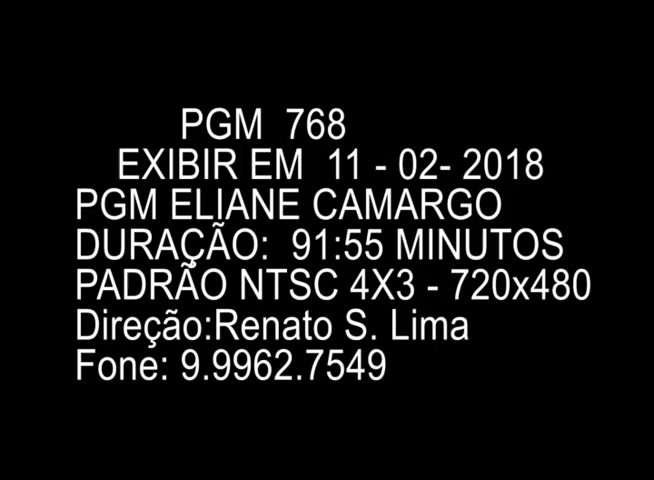 PGM 768
EXIBIR EM 11 - 02- 2018
PGM ELIANE CAMARGO
DURAÇÃO: 91:55 MINUTOS
PADRÃO NTSC 4X3 - 720x480
Direção:Renato S. Lima
Fone: 9.9962.7549